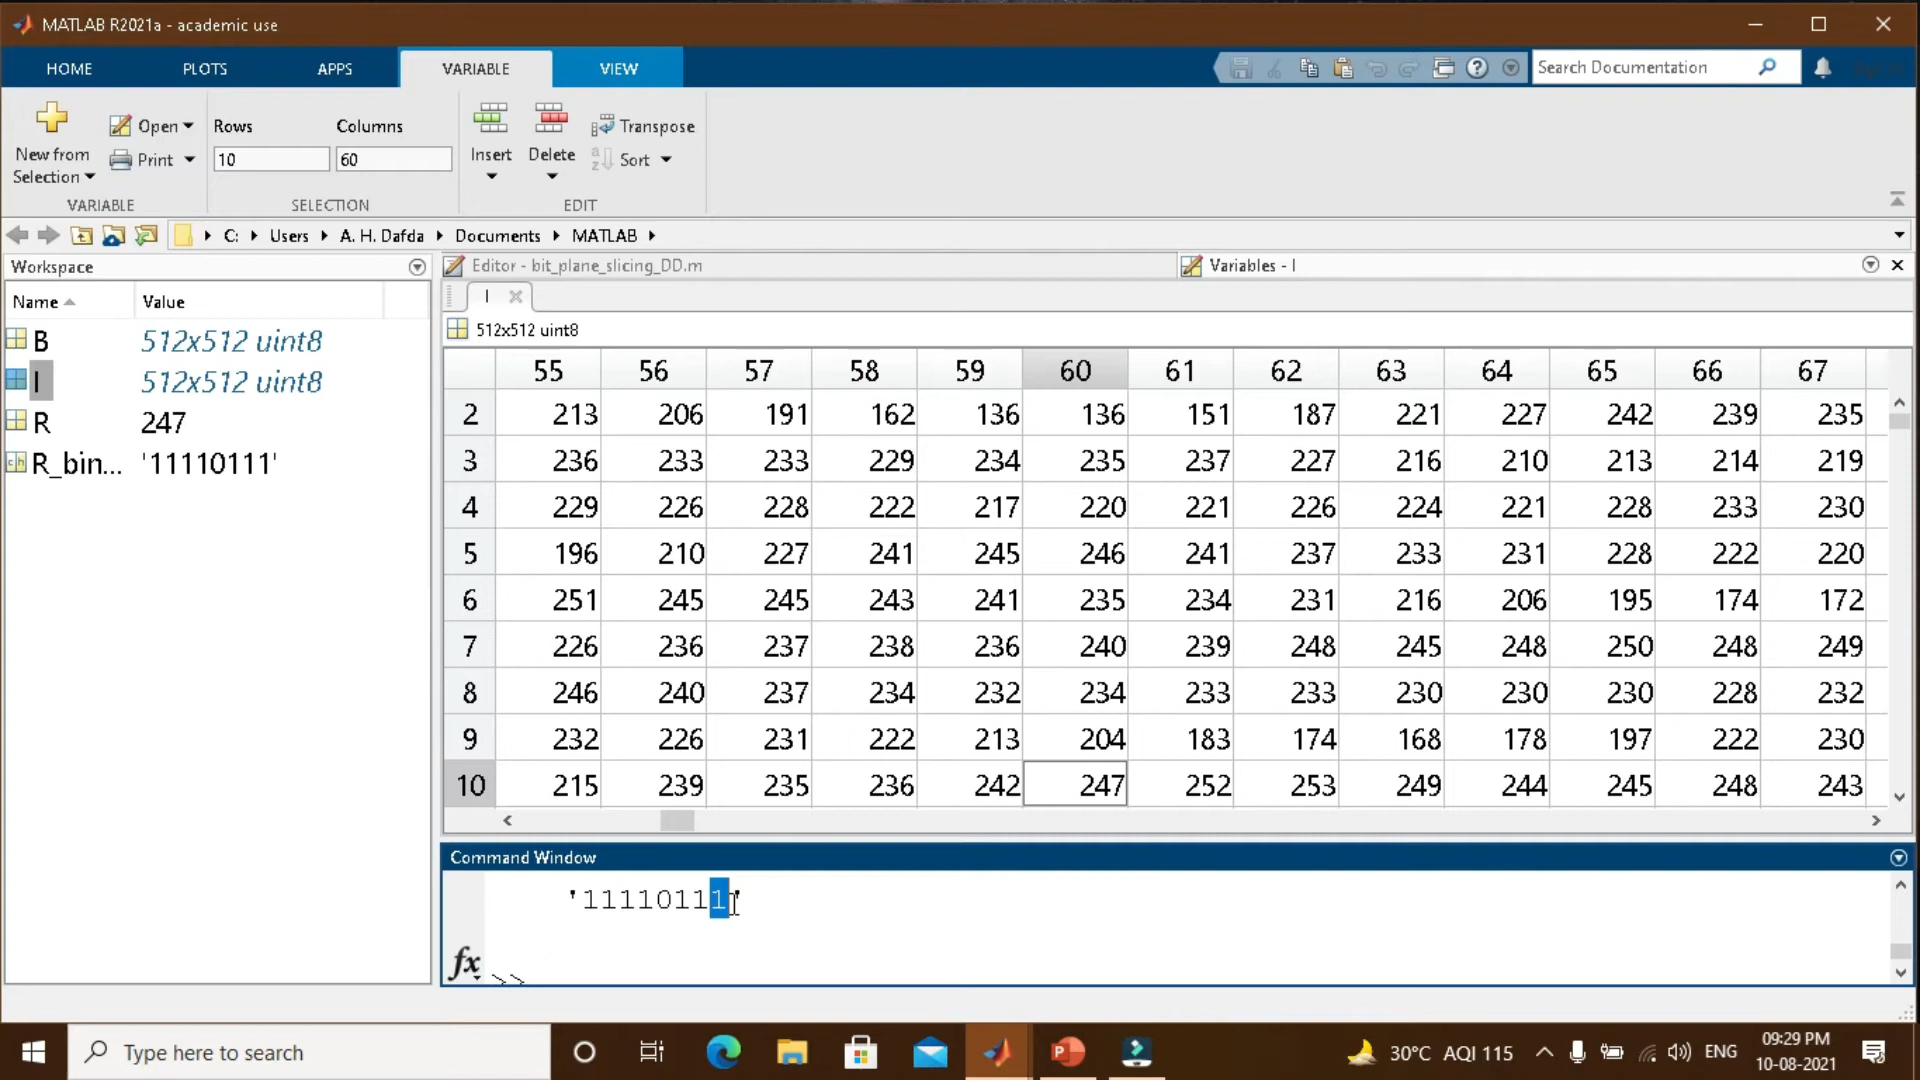 MATLAB R2021a - academic use
HOME PLOTS APPS VARIABLE VIEW Search Documentation
New from Selection Open Print Rows Columns 10 60 Insert Delete Transpose Sort
VARIABLE SELECTION EDIT
C: Users A. H. Dafda Documents MATLAB
Workspace
Name Value
B 512x512 uint8
I 512x512 uint8
R 247
R_bin... '11110111'
Editor - bit_plane_slicing_DD.m Variables - I
I
512x512 uint8
55 56 57 58 59 60 61 62 63 64 65 66 67
2 213 206 191 162 136 136 151 187 221 227 242 239 235
3 236 233 233 229 234 235 237 227 216 210 213 214 219
4 229 226 228 222 217 220 221 226 224 221 228 233 230
5 196 210 227 241 245 246 241 237 233 231 228 222 220
6 251 245 245 243 241 235 234 231 216 206 195 174 172
7 226 236 237 238 236 240 239 248 245 248 250 248 249
8 246 240 237 234 232 234 233 233 230 230 230 228 232
9 232 226 231 222 213 204 183 174 168 178 197 222 230
10 215 239 235 236 242 247 252 253 249 244 245 248 243
Command Window
'11110111'
fx >>
Type here to search
30°C AQI 115 ENG 09:29 PM
10-08-2021